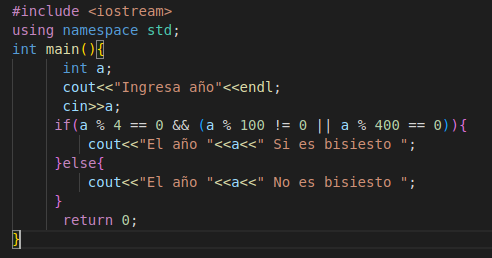 #include <iostream>
using namespace std;
int main(){
int a;
cout<<"Ingresa año"<<endl;
cin>>a;
if(a % 4 == 0 && (a % 100 != 0 || a % 400 == 0)){
cout<<"El año "<<a<<" Si es bisiesto ";
}else{
cout<<"El año "<<a<<" No es bisiesto ";
}
return 0;
}